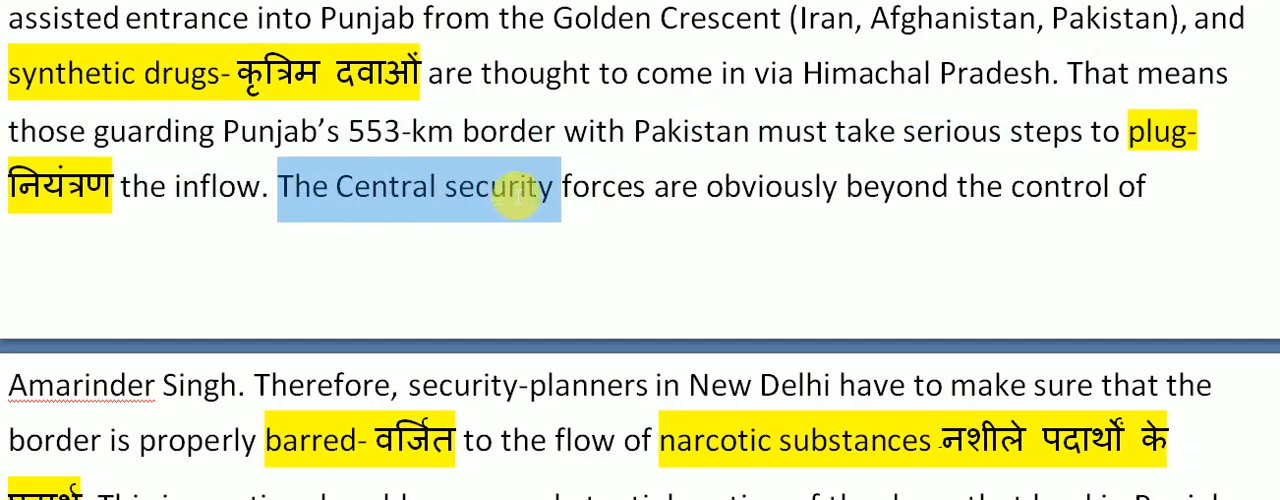 assisted entrance into Punjab from the Golden Crescent (Iran, Afghanistan, Pakistan), and
synthetic drugs- कृत्रिम दवाओं are thought to come in via Himachal Pradesh. That means
those guarding Punjab’s 553-km border with Pakistan must take serious steps to plug-
नियंत्रण the inflow. The Central security forces are obviously beyond the control of
Amarinder Singh. Therefore, security-planners in New Delhi have to make sure that the
border is properly barred- वर्जित to the flow of narcotic substances -नशीले पदार्थों के